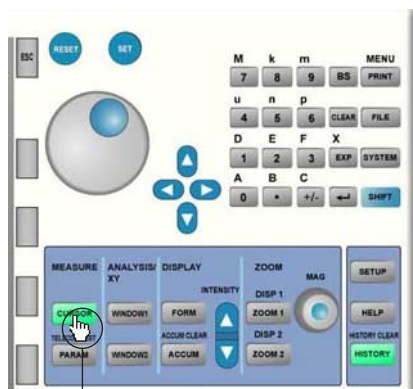 ESC
RESET
SET
M k m MENU
7 8 9 BS PRINT
u n p
4 5 6 CLEAR FILE
D E F X
1 2 3 EXP SYSTEM
A B C
0 • +/- SHIFT
MEASURE ANALYSIS/ DISPLAY ZOOM
XY
MAG
SETUP
INTENSITY
DISP 1
CURSOR WINDOW1 FORM ZOOM 1 HELP
ACCUM CLEAR DISP 2 HISTORY CLEAR
PARAM WINDOW2 ACCUM ZOOM 2 HISTORY